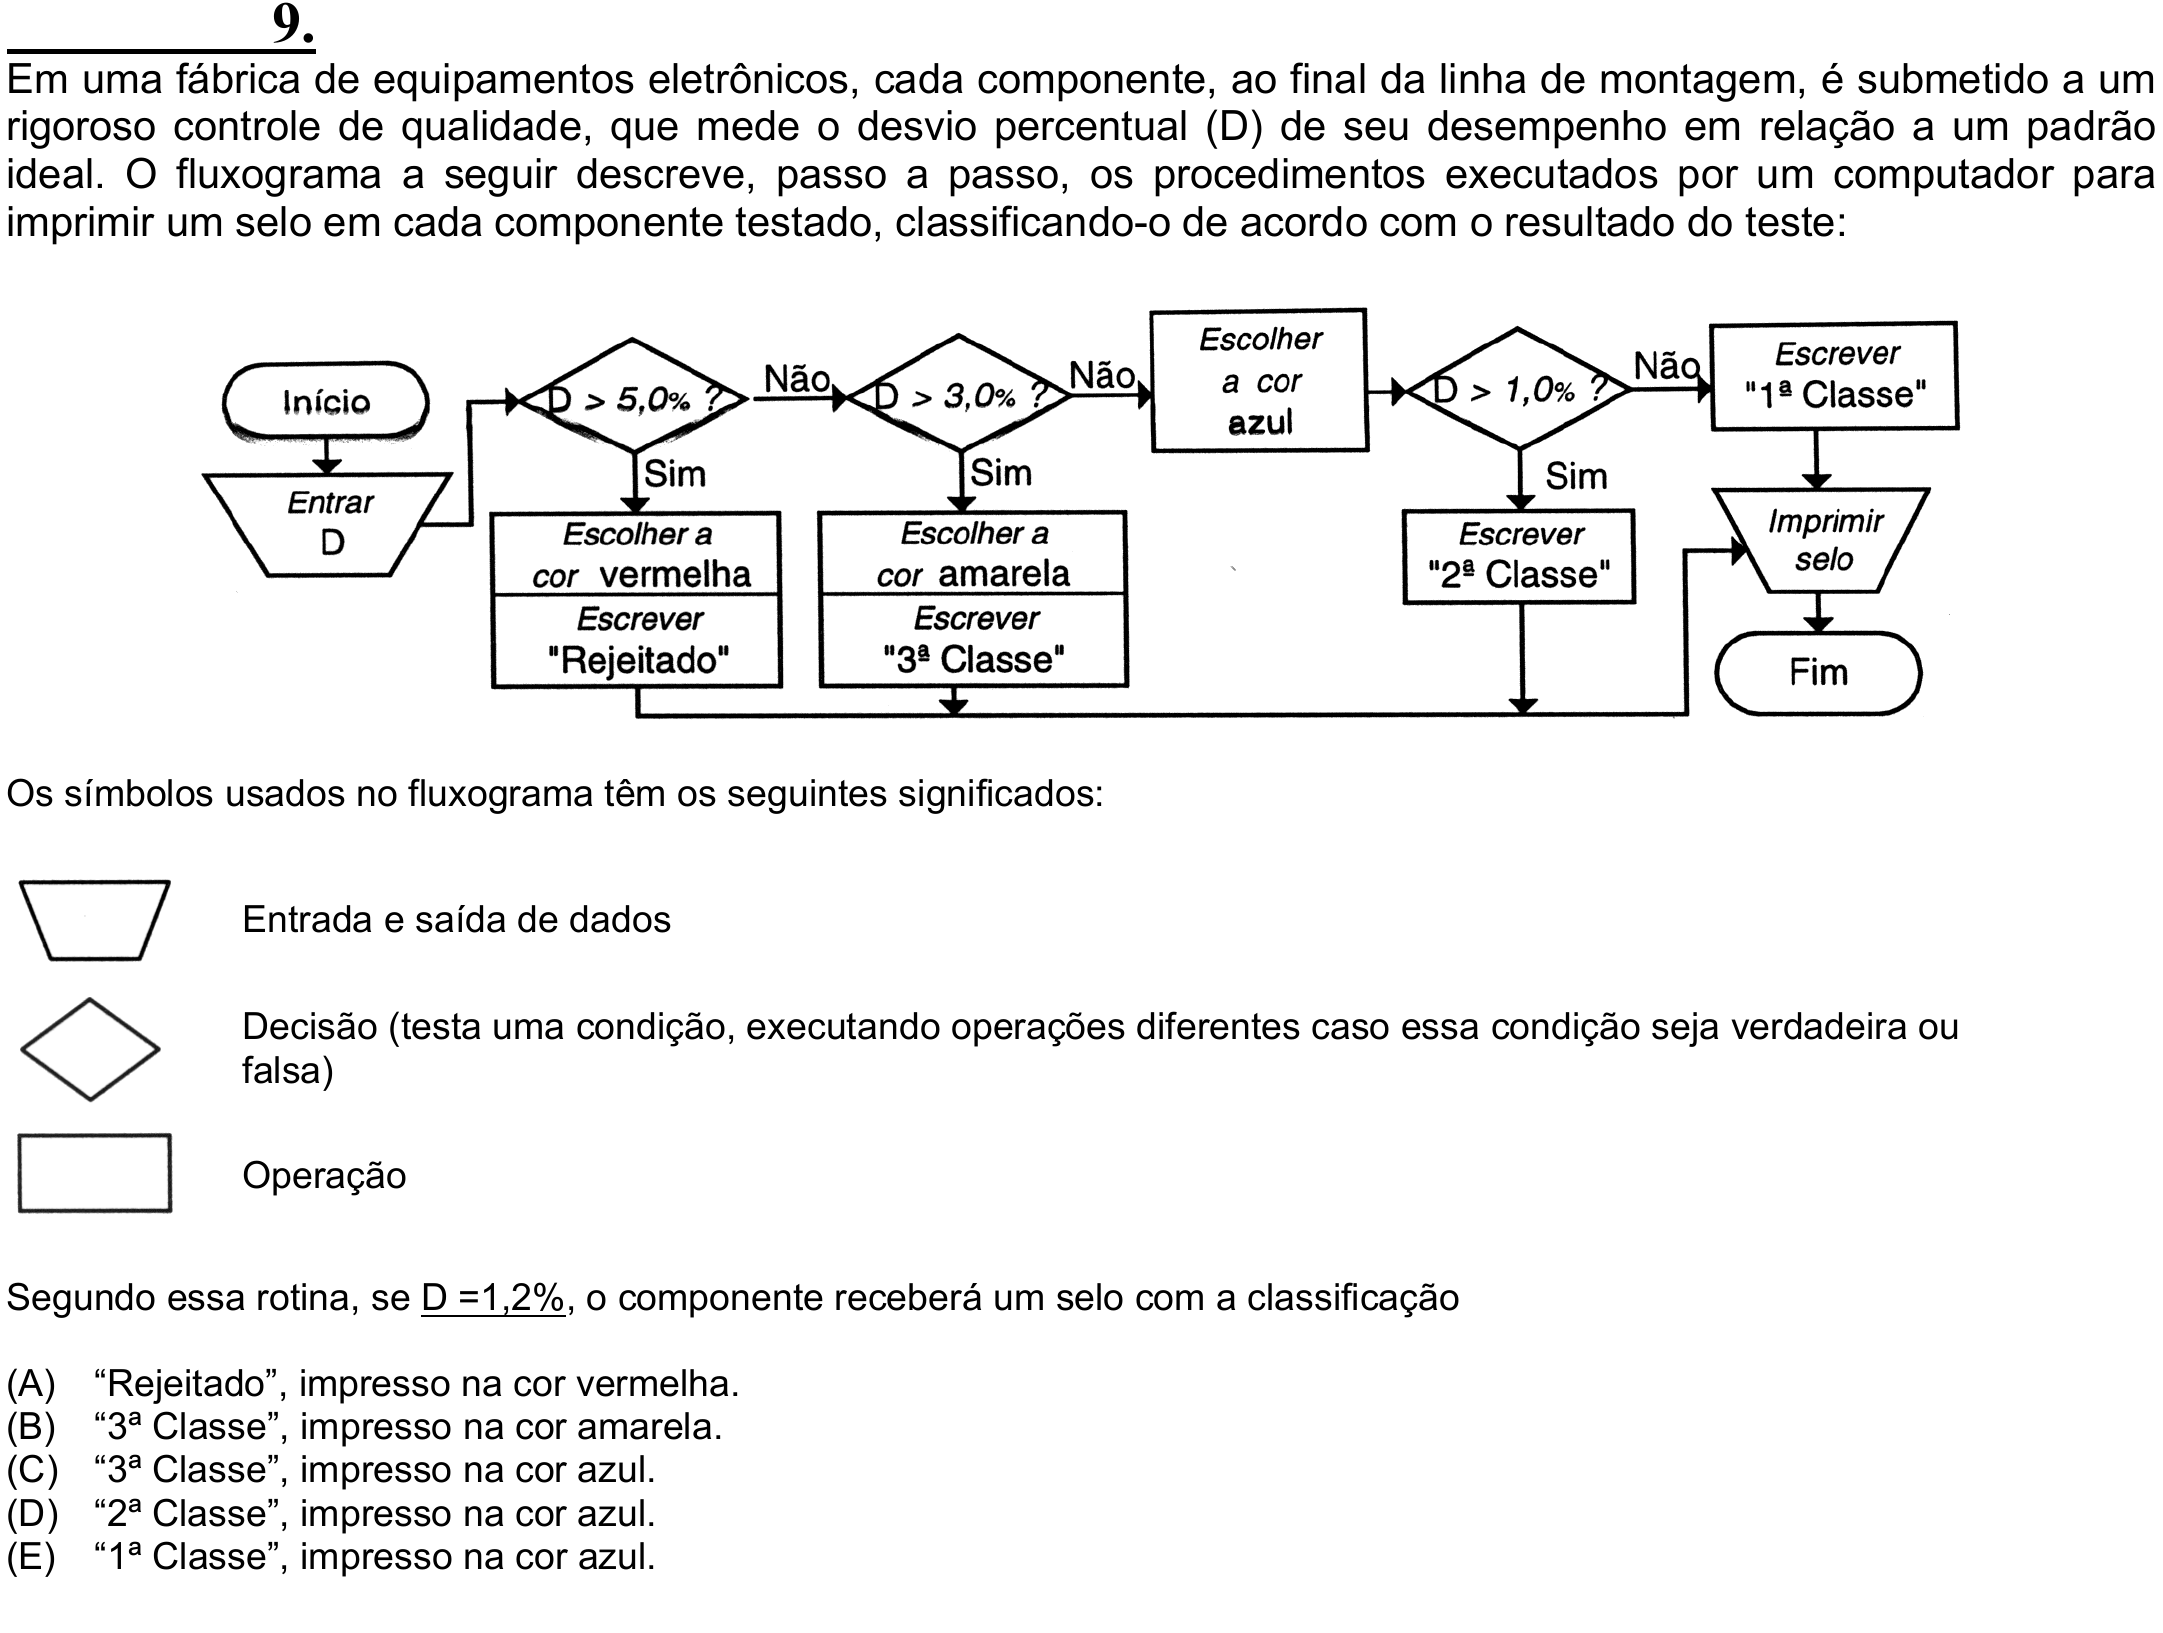 9.
Em uma fábrica de equipamentos eletrônicos, cada componente, ao final da linha de montagem, é submetido a um
rigoroso controle de qualidade, que mede o desvio percentual (D) de seu desempenho em relação a um padrão
ideal. O fluxograma a seguir descreve, passo a passo, os procedimentos executados por um computador para
imprimir um selo em cada componente testado, classificando-o de acordo com o resultado do teste:
Início
Entrar
D
D > 5,0% ?
Não
Sim
Escolher a
cor vermelha
Escrever
"Rejeitado"
D > 3,0% ?
Não
Sim
Escolher a
cor amarela
Escrever
"3ª Classe"
Escolher
a cor
azul
D > 1,0% ?
Não
Sim
Escrever
"2ª Classe"
Escrever
"1ª Classe"
Imprimir
selo
Fim
Os símbolos usados no fluxograma têm os seguintes significados:
Entrada e saída de dados
Decisão (testa uma condição, executando operações diferentes caso essa condição seja verdadeira ou
falsa)
Operação
Segundo essa rotina, se D =1,2%, o componente receberá um selo com a classificação
(A) “Rejeitado”, impresso na cor vermelha.
(B) “3ª Classe”, impresso na cor amarela.
(C) “3ª Classe”, impresso na cor azul.
(D) “2ª Classe”, impresso na cor azul.
(E) “1ª Classe”, impresso na cor azul.